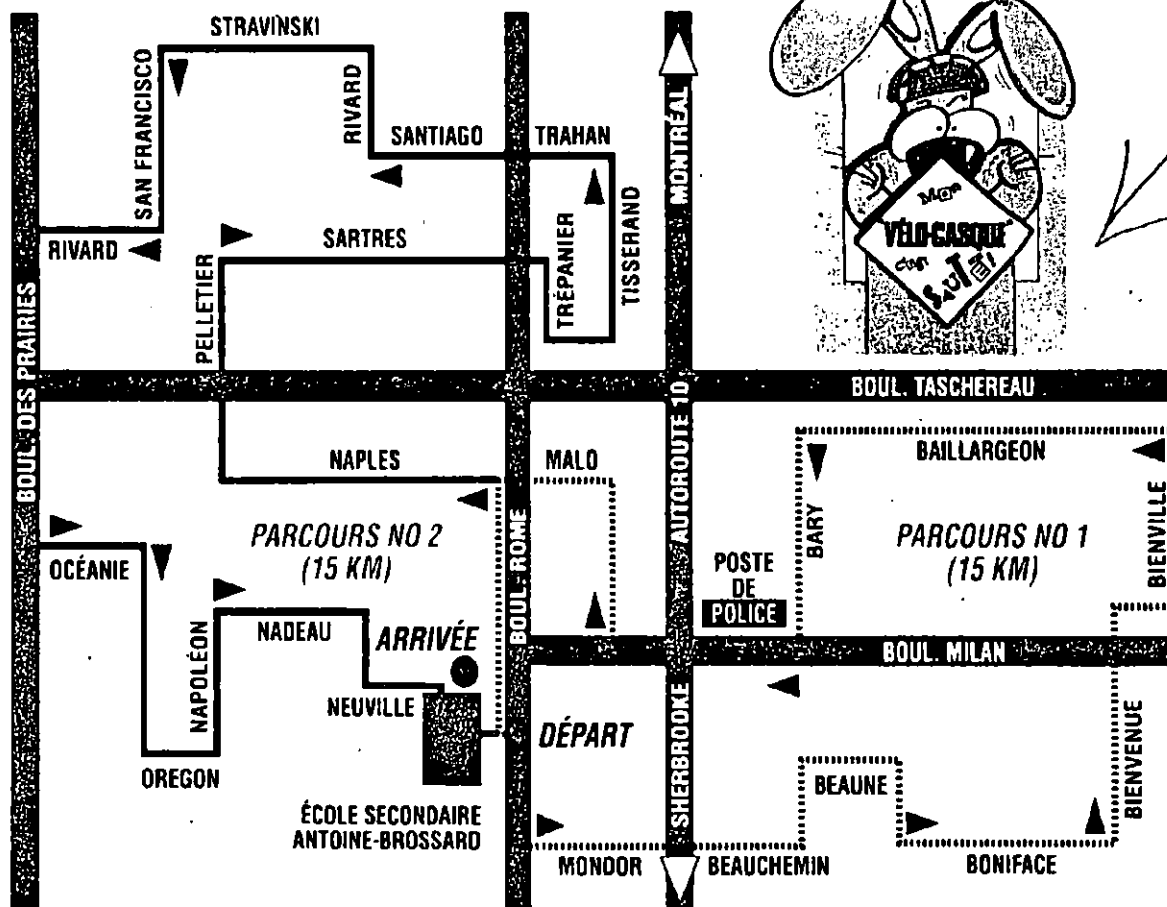 STRAVINSKI
SAN FRANCISCO
RIVARD
SANTIAGO
TRAHAN
MONTRÉAL
Mon
VÉLO-CASQUE
c'est
SAUTÉ!
RIVARD
SARTRES
PELLETIER
TRÉPANIER
TISSERAND
BOUL. DES PRAIRIES
BOUL. TASCHEREAU
NAPLES
MALO
BAILLARGEON
BOUL. ROME
AUTOROUTE 10
BARY
BIENVILLE
PARCOURS NO 2
(15 KM)
PARCOURS NO 1
(15 KM)
OCÉANIE
POSTE
DE
POLICE
NAPOLÉON
NADEAU
ARRIVÉE
BOUL. MILAN
NEUVILLE
DÉPART
OREGON
SHERBROOKE
BEAUNE
BIENVENUE
ÉCOLE SECONDAIRE
ANTOINE-BROSSARD
MONDOR
BEAUCHEMIN
BONIFACE